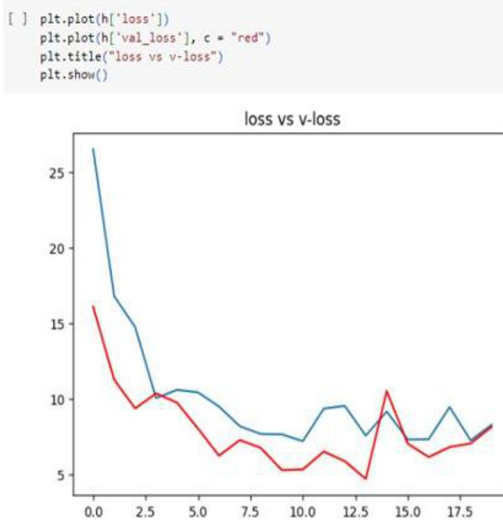 [ ] plt.plot(h['loss'])
plt.plot(h['val_loss'], c = "red")
plt.title("loss vs v-loss")
plt.show()
loss vs v-loss
25
20
15
10
5
0.0 2.5 5.0 7.5 10.0 12.5 15.0 17.5